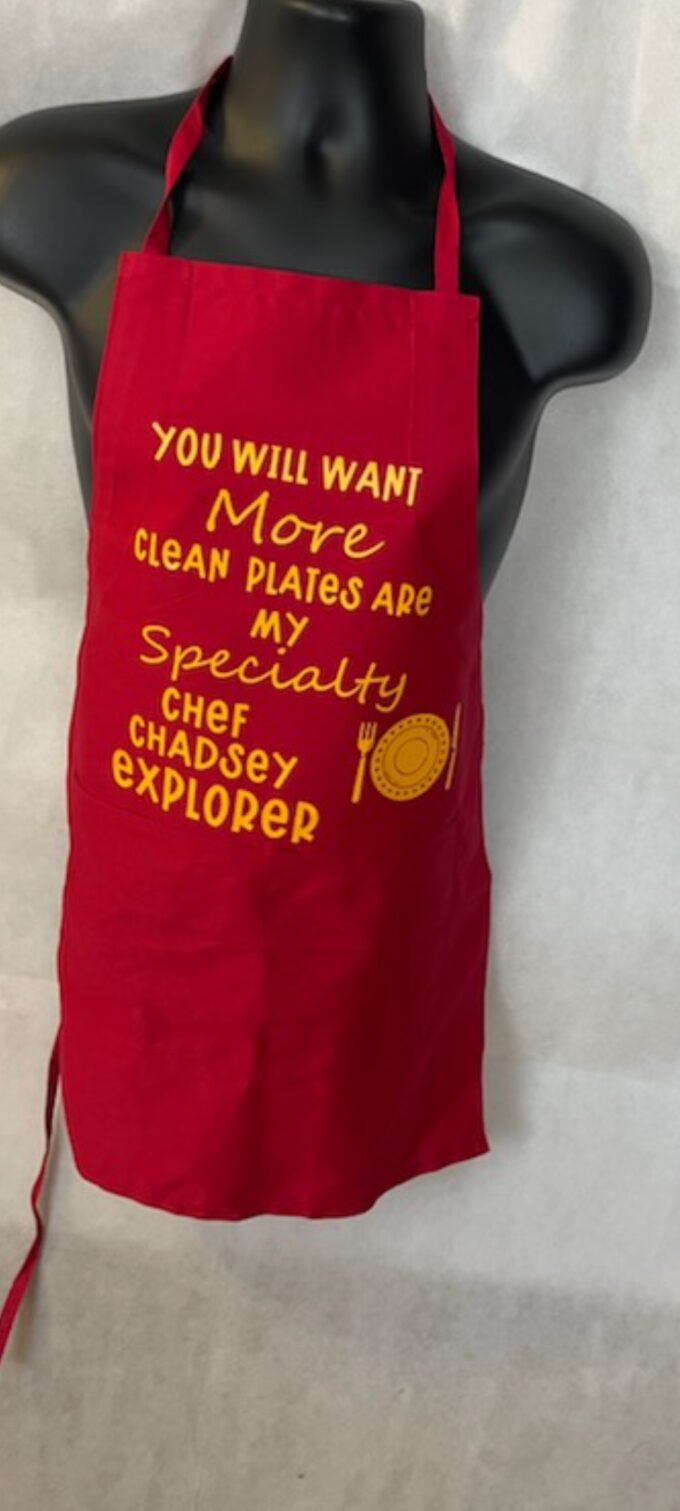 YOU WILL WANT
More
CLeAN PLATeS ARe
MY
Specialty
CHeF
CHADSeY
eXPLOReR